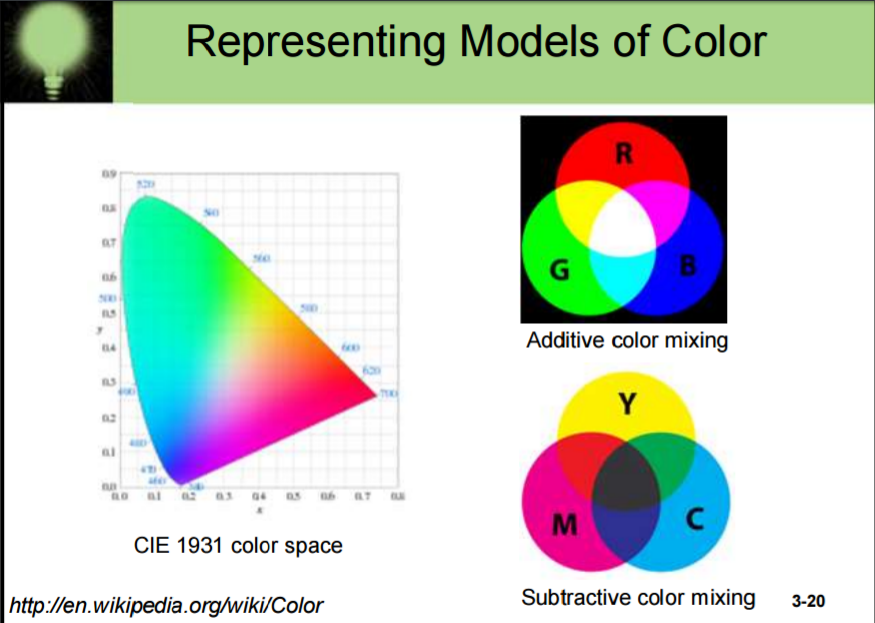 Representing Models of Color
0.9
520
0.8
540
0.7
560
0.6
500
580
0.5
y
0.4
600
620
0.3
700
490
0.2
480
0.1
470
460
0.0
0.0 0.1 0.2 0.3 0.4 0.5 0.6 0.7 0.8
x
CIE 1931 color space
R
G
B
Additive color mixing
Y
M
C
Subtractive color mixing
http://en.wikipedia.org/wiki/Color
3-20